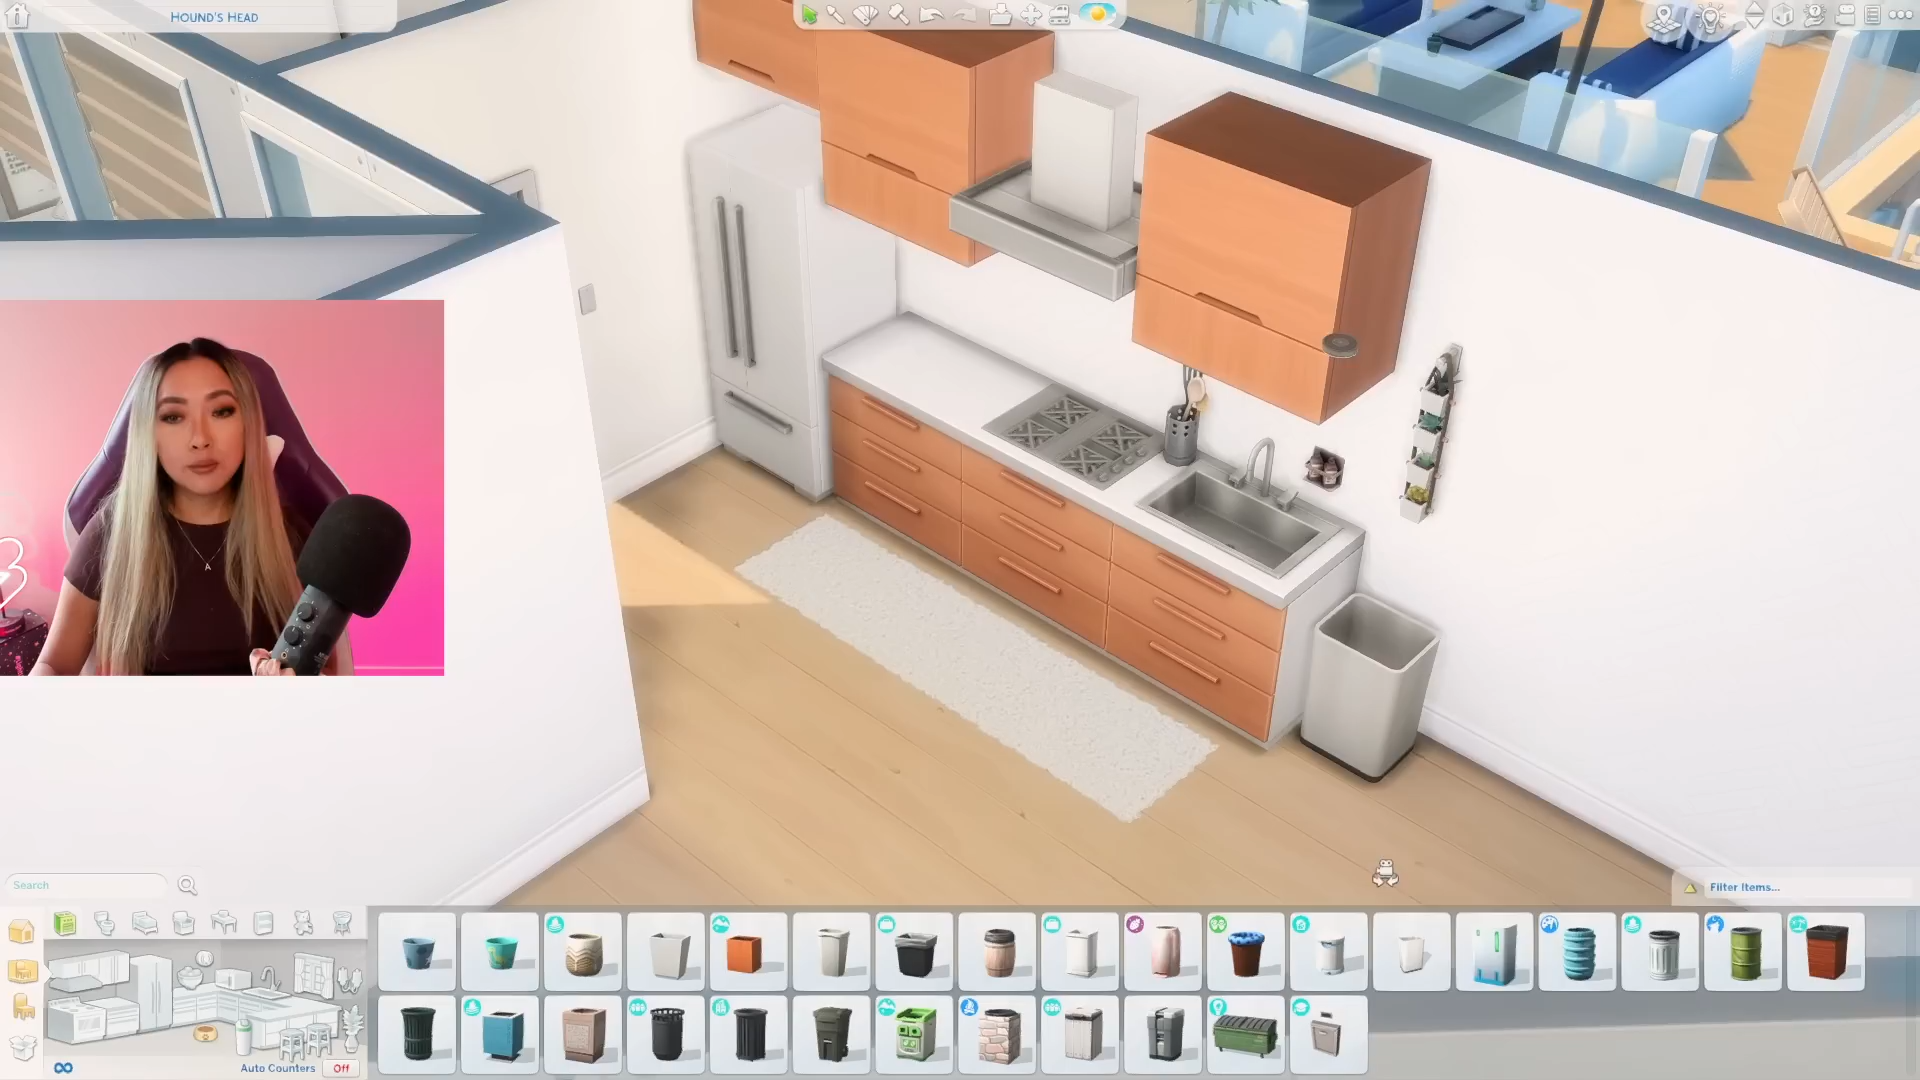 HOUND'S HEAD
A
Search
Filter Items...
Auto Counters Off